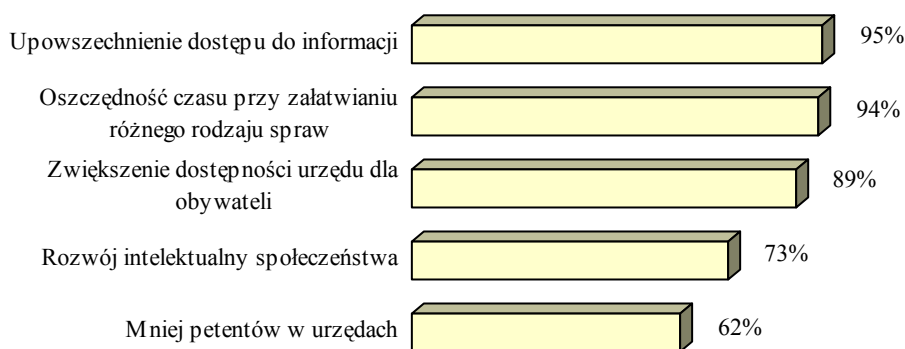 Upowszechnienie dostępu do informacji 95%
Oszczędność czasu przy załatwianiu
różnego rodzaju spraw 94%
Zwiększenie dostępności urzędu dla
obywateli 89%
Rozwój intelektualny społeczeństwa 73%
Mniej petentów w urzędach 62%